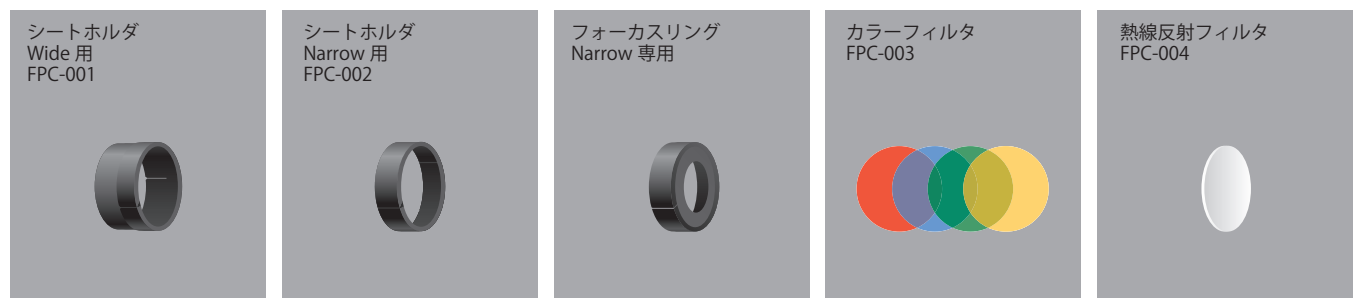 シートホルダ
Wide 用
FPC-001
シートホルダ
Narrow 用
FPC-002
フォーカスリング
Narrow 専用
カラーフィルタ
FPC-003
熱線反射フィルタ
FPC-004